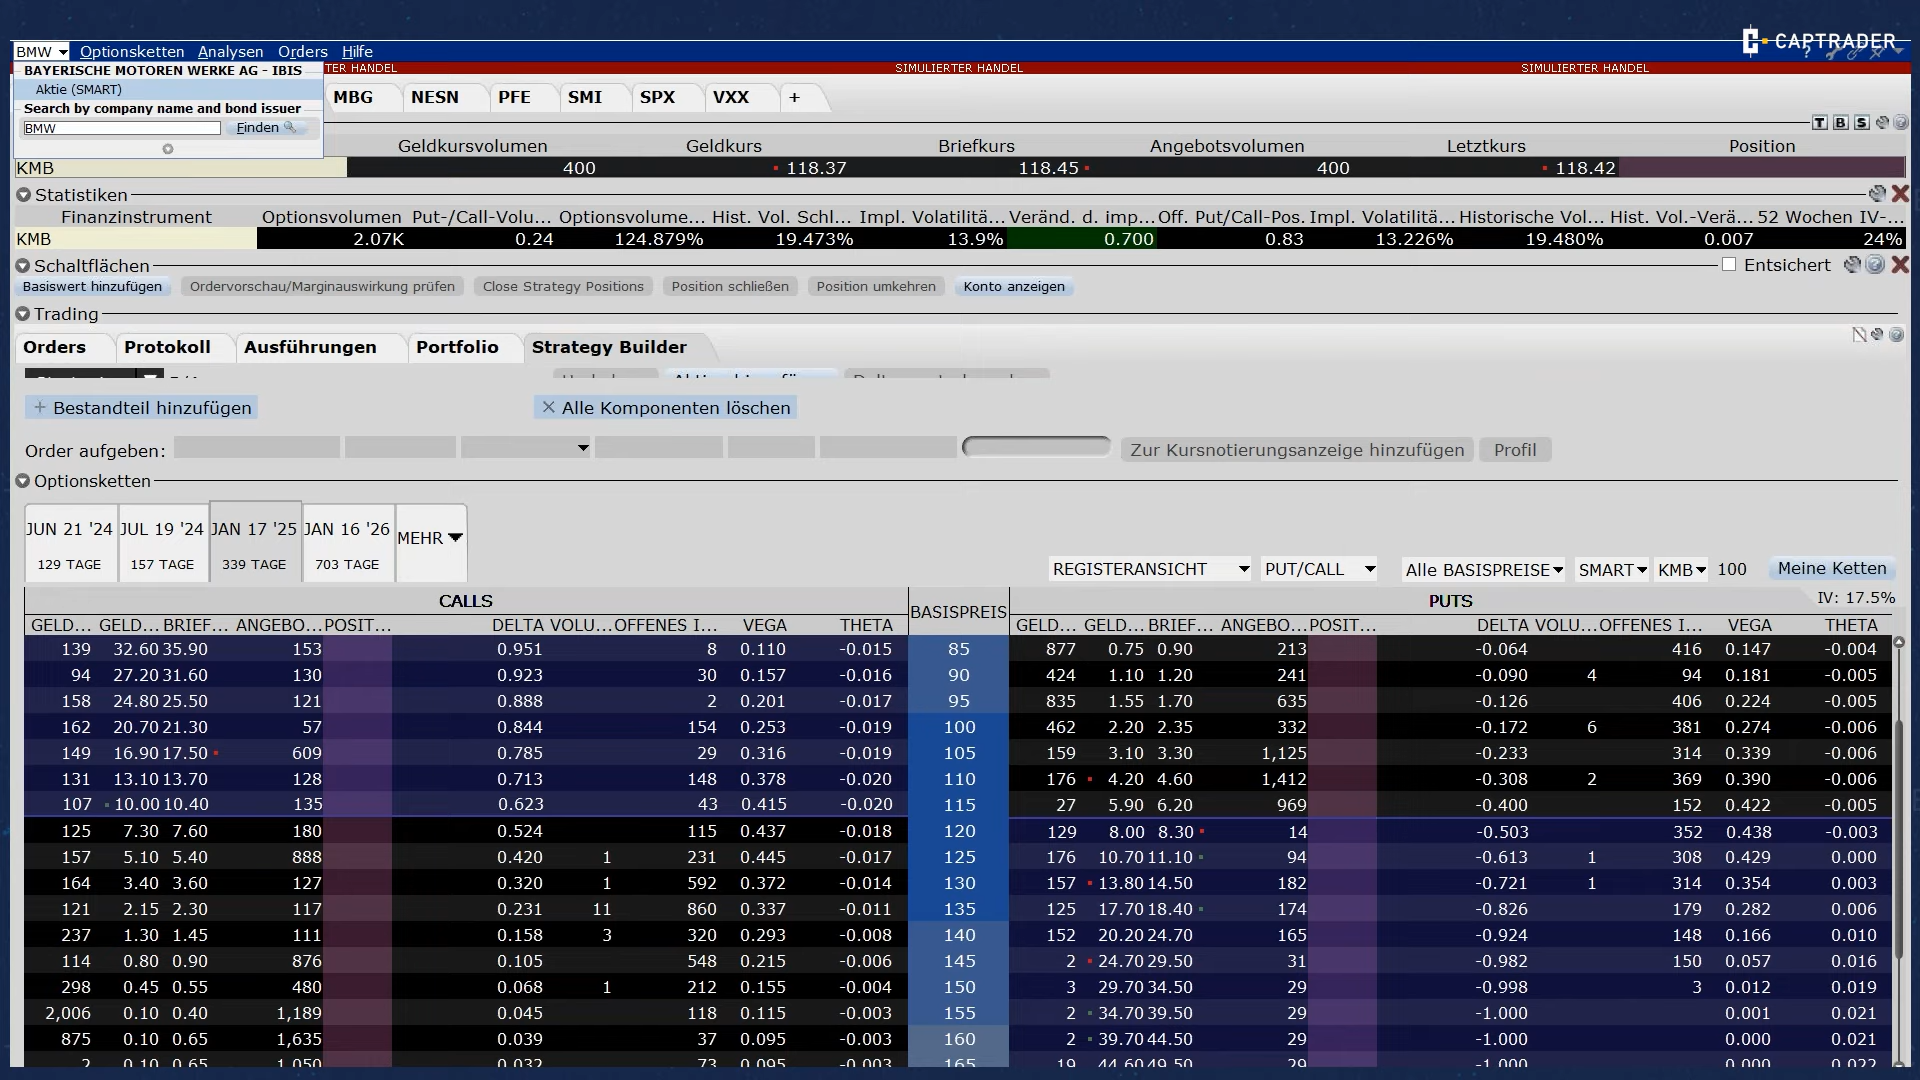 CAPTRADER
BMW Optionsketten Analysen Orders Hilfe
BAYERISCHE MOTOREN WERKE AG - IBIS
TER HANDEL SIMULIERTER HANDEL SIMULIERTER HANDEL
Aktie (SMART)
Search by company name and bond issuer
BMW Finden
MBG NESN PFE SMI SPX VXX +
T B S
Geldkursvolumen Geldkurs Briefkurs Angebotsvolumen Letztkurs Position
KMB 400 118.37 118.45 400 118.42
Statistiken
Finanzinstrument Optionsvolumen Put-/Call-Volu... Optionsvolume... Hist. Vol. Schl... Impl. Volatilitä... Veränd. d. imp... Off. Put/Call-Pos. Impl. Volatilitä... Historische Vol... Hist. Vol.-Verä... 52 Wochen IV-...
KMB 2.07K 0.24 124.879% 19.473% 13.9% 0.700 0.83 13.226% 19.480% 0.007 24%
Schaltflächen Entsichert
Basiswert hinzufügen Ordervorschau/Marginauswirkung prüfen Close Strategy Positions Position schließen Position umkehren Konto anzeigen
Trading
Orders Protokoll Ausführungen Portfolio Strategy Builder
+ Bestandteil hinzufügen × Alle Komponenten löschen
Order aufgeben: Zur Kursnotierungsanzeige hinzufügen Profil
Optionsketten
JUN 21 '24 JUL 19 '24 JAN 17 '25 JAN 16 '26 MEHR
129 TAGE 157 TAGE 339 TAGE 703 TAGE
REGISTERANSICHT PUT/CALL Alle BASISPREISE SMART KMB 100 Meine Ketten
CALLS BASISPREIS PUTS IV: 17.5%
GELD... GELD... BRIEF... ANGEBO... POSIT... DELTA VOLU... OFFENES I... VEGA THETA GELD... GELD... BRIEF... ANGEBO... POSIT... DELTA VOLU... OFFENES I... VEGA THETA
139 32.60 35.90 153 0.951 8 0.110 -0.015 85 877 0.75 0.90 213 -0.064 416 0.147 -0.004
94 27.20 31.60 130 0.923 30 0.157 -0.016 90 424 1.10 1.20 241 -0.090 4 94 0.181 -0.005
158 24.80 25.50 121 0.888 2 0.201 -0.017 95 835 1.55 1.70 635 -0.126 406 0.224 -0.005
162 20.70 21.30 57 0.844 154 0.253 -0.019 100 462 2.20 2.35 332 -0.172 6 381 0.274 -0.006
149 16.90 17.50 609 0.785 29 0.316 -0.019 105 159 3.10 3.30 1,125 -0.233 314 0.339 -0.006
131 13.10 13.70 128 0.713 148 0.378 -0.020 110 176 4.20 4.60 1,412 -0.308 2 369 0.390 -0.006
107 10.00 10.40 135 0.623 43 0.415 -0.020 115 27 5.90 6.20 969 -0.400 152 0.422 -0.005
125 7.30 7.60 180 0.524 115 0.437 -0.018 120 129 8.00 8.30 14 -0.503 352 0.438 -0.003
157 5.10 5.40 888 0.420 1 231 0.445 -0.017 125 176 10.70 11.10 94 -0.613 1 308 0.429 0.000
164 3.40 3.60 127 0.320 1 592 0.372 -0.014 130 157 13.80 14.50 182 -0.721 1 314 0.354 0.003
121 2.15 2.30 117 0.231 11 860 0.337 -0.011 135 125 17.70 18.40 174 -0.826 179 0.282 0.006
237 1.30 1.45 111 0.158 3 320 0.293 -0.008 140 152 20.20 24.70 165 -0.924 148 0.166 0.010
114 0.80 0.90 876 0.105 548 0.215 -0.006 145 2 24.70 29.50 31 -0.982 150 0.057 0.016
298 0.45 0.55 480 0.068 1 212 0.155 -0.004 150 3 29.70 34.50 29 -0.998 3 0.012 0.019
2,006 0.10 0.40 1,189 0.045 118 0.115 -0.003 155 2 34.70 39.50 29 -1.000 0.001 0.021
875 0.10 0.65 1,635 0.039 37 0.095 -0.003 160 2 39.70 44.50 29 -1.000 0.000 0.021
2 0.10 0.65 1,050 0.032 73 0.095 -0.003 165 19 44.60 49.50 29 -1.000 0.000 0.022